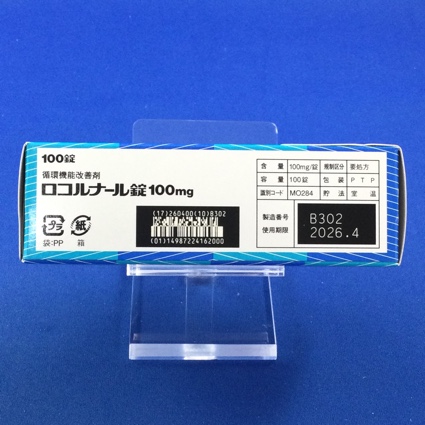 100錠
循環機能改善剤
ロコルナール錠100mg
プラ 紙
袋:PP 箱
(17)260400(10)B302
(01)14987224162000
含量 100mg/錠 規制区分 要処方
容量 100錠 包装 PTP
識別コード MO284 貯法 室温
製造番号 B302
使用期限 2026.4